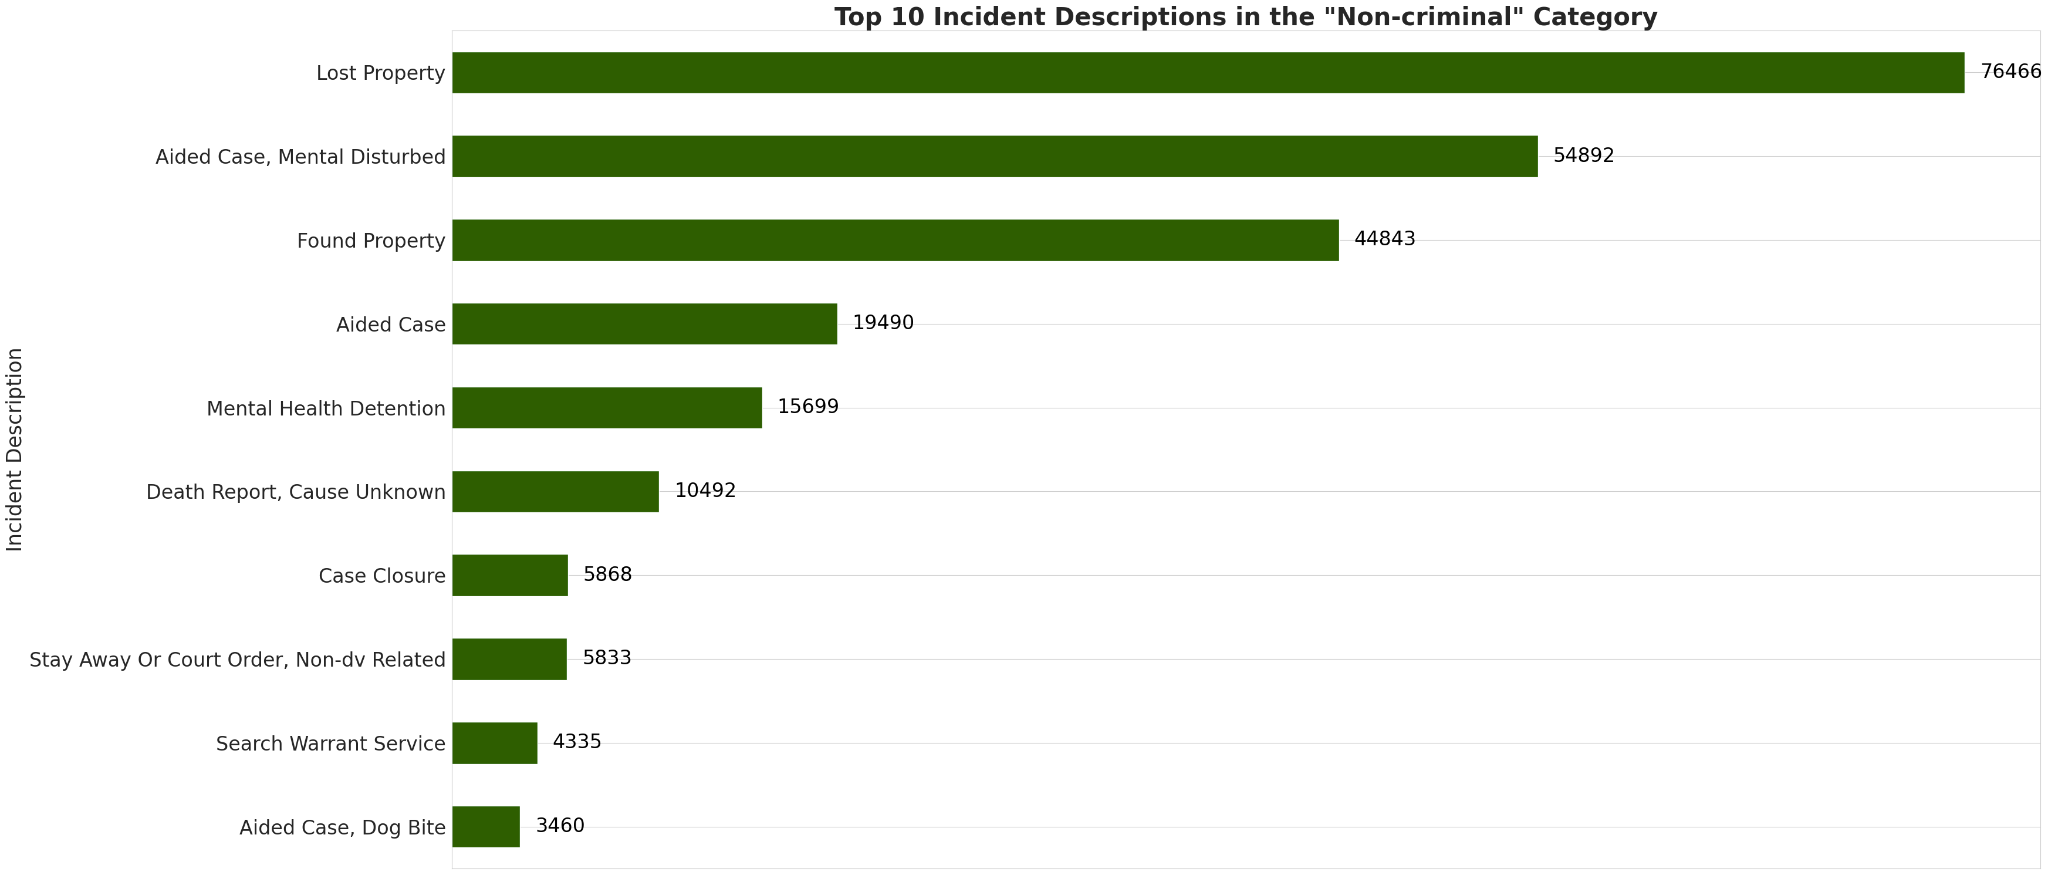 Top 10 Incident Descriptions in the "Non-criminal" Category
Incident Description
Lost Property 76466
Aided Case, Mental Disturbed 54892
Found Property 44843
Aided Case 19490
Mental Health Detention 15699
Death Report, Cause Unknown 10492
Case Closure 5868
Stay Away Or Court Order, Non-dv Related 5833
Search Warrant Service 4335
Aided Case, Dog Bite 3460